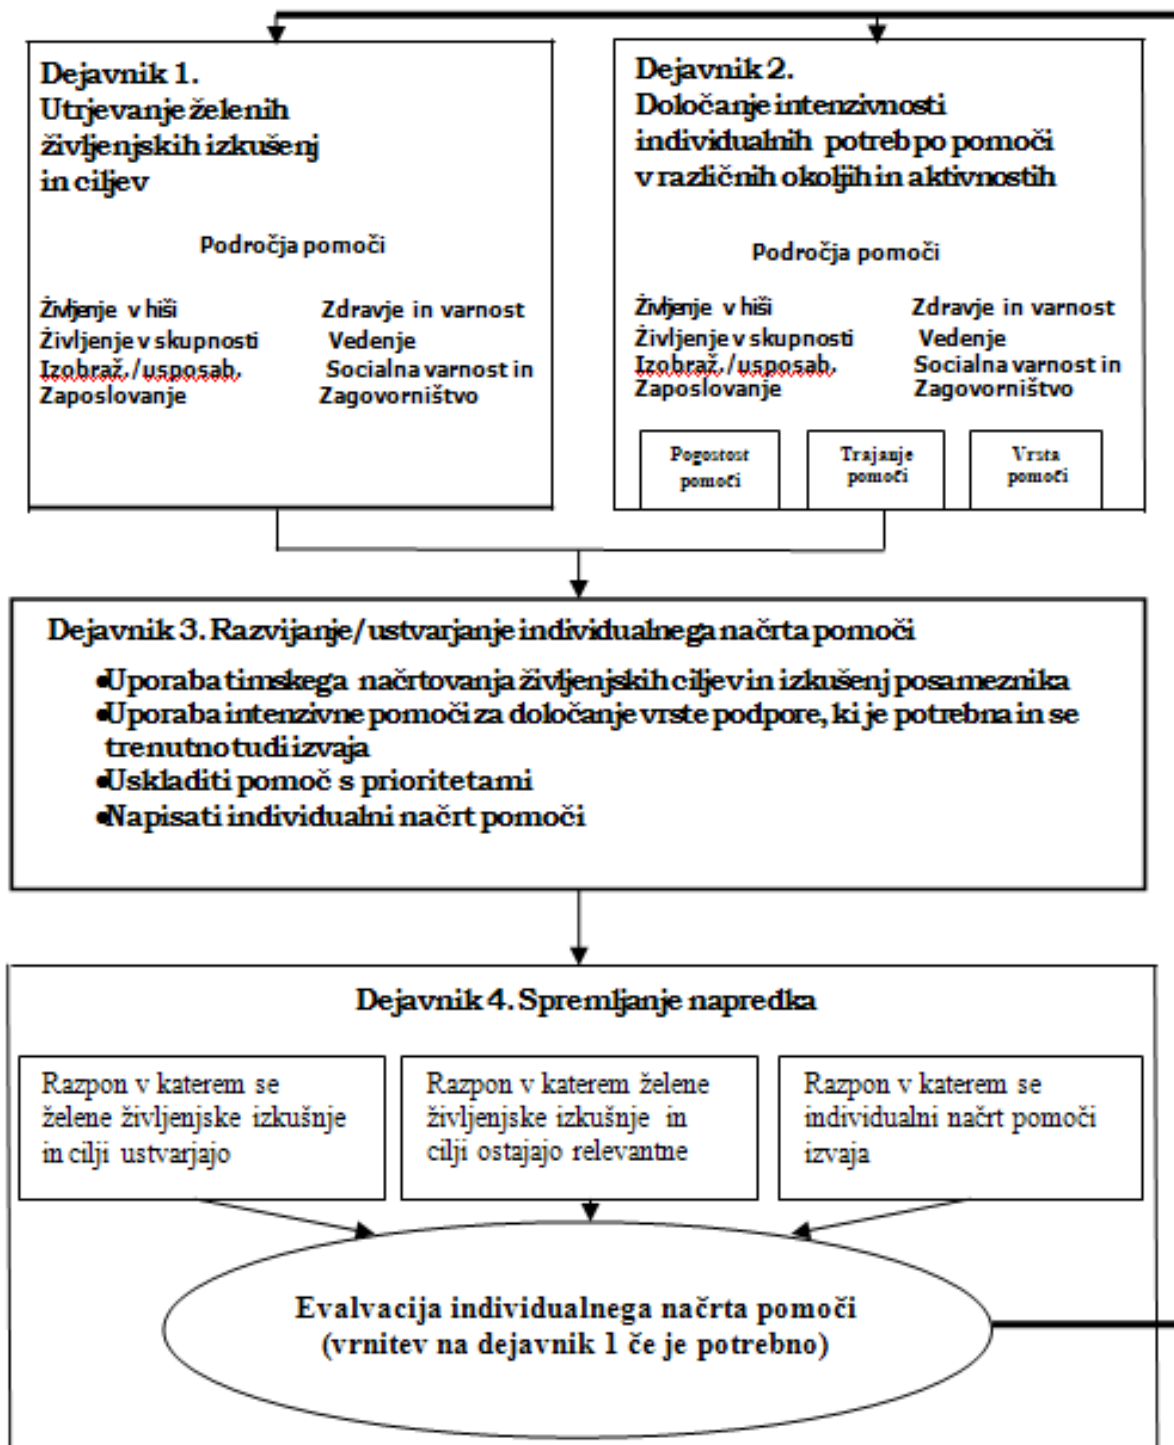 Dejavnik 1.
Utrjevanje želenih
življenjskih izkušenj
in ciljev
Področja pomoči
Življenje v hiši Zdravje in varnost
Življenje v skupnosti Vedenje
Izobraž./usposab. Socialna varnost in
Zaposlovanje Zagovorništvo
Dejavnik 2.
Določanje intenzivnosti
individualnih potreb po pomoči
v različnih okoljih in aktivnostih
Področja pomoči
Življenje v hiši Zdravje in varnost
Življenje v skupnosti Vedenje
Izobraž./usposab. Socialna varnost in
Zaposlovanje Zagovorništvo
Pogostost
pomoči
Trajanje
pomoči
Vrsta
pomoči
Dejavnik 3. Razvijanje/ustvarjanje individualnega načrta pomoči
•Uporaba timskega načrtovanja življenjskih ciljev in izkušenj posameznika
•Uporaba intenzivne pomoči za določanje vrste podpore, ki je potrebna in se
trenutno tudi izvaja
•Uskladiti pomoč s prioritetami
•Napisati individualni načrt pomoči
Dejavnik 4. Spremljanje napredka
Razpon v katerem se
želene življenjske izkušnje
in cilji ustvarjajo
Razpon v katerem želene
življenjske izkušnje in
cilji ostajajo relevantne
Razpon v katerem se
individualni načrt pomoči
izvaja
Evalvacija individualnega načrta pomoči
(vrnitev na dejavnik 1 če je potrebno)